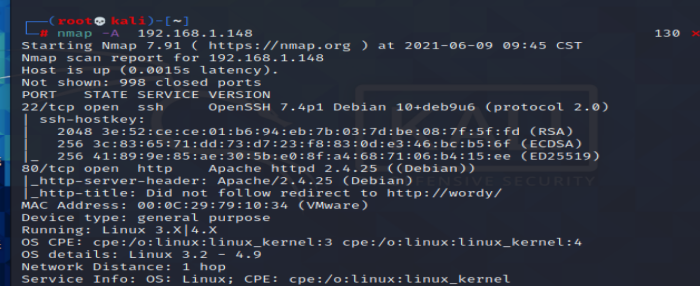 (root💀kali)-[~]
# nmap -A 192.168.1.148 130 ×
Starting Nmap 7.91 ( https://nmap.org ) at 2021-06-09 09:45 CST
Nmap scan report for 192.168.1.148
Host is up (0.0015s latency).
Not shown: 998 closed ports
PORT STATE SERVICE VERSION
22/tcp open ssh OpenSSH 7.4p1 Debian 10+deb9u6 (protocol 2.0)
| ssh-hostkey:
| 2048 3e:52:ce:ce:01:b6:94:eb:7b:03:7d:be:08:7f:5f:fd (RSA)
| 256 3c:83:65:71:dd:73:d7:23:f8:83:0d:e3:46:bc:b5:6f (ECDSA)
|_ 256 41:89:9e:85:ae:30:5b:e0:8f:a4:68:71:06:b4:15:ee (ED25519)
80/tcp open http Apache httpd 2.4.25 ((Debian))
|_http-server-header: Apache/2.4.25 (Debian)
|_http-title: Did not follow redirect to http://wordy/
MAC Address: 00:0C:29:79:10:34 (VMware)
Device type: general purpose
Running: Linux 3.X|4.X
OS CPE: cpe:/o:linux:linux_kernel:3 cpe:/o:linux:linux_kernel:4
OS details: Linux 3.2 - 4.9
Network Distance: 1 hop
Service Info: OS: Linux; CPE: cpe:/o:linux:linux_kernel